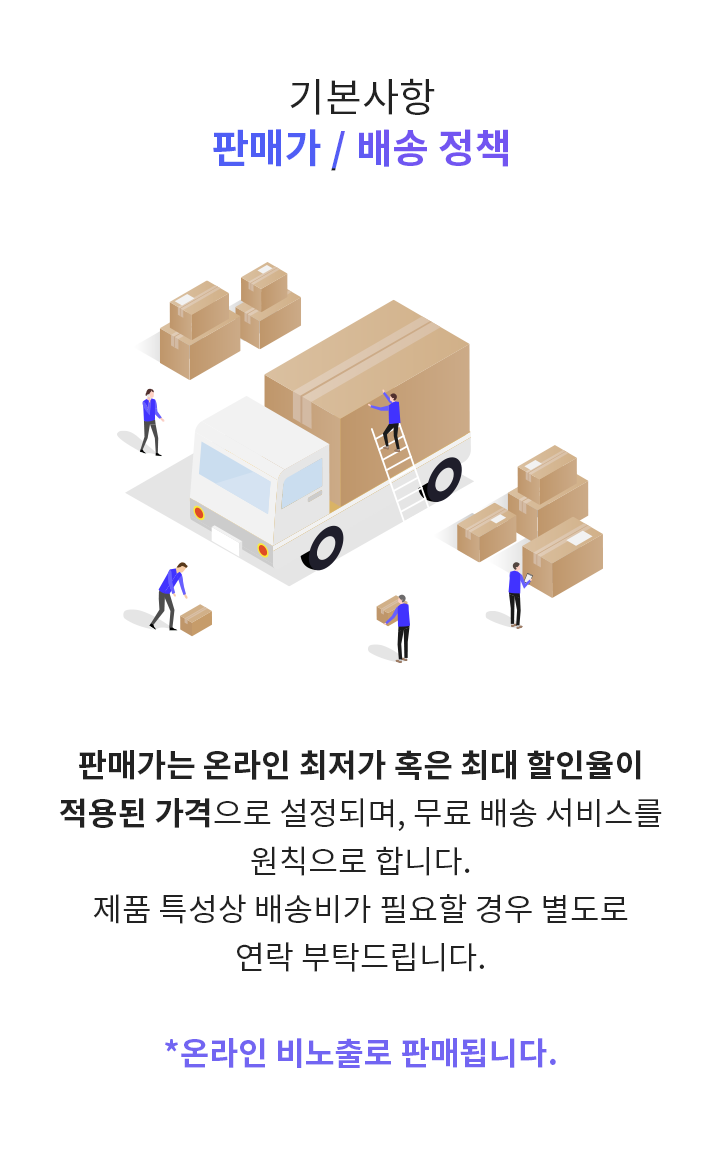 기본사항
판매가 / 배송 정책
판매가는 온라인 최저가 혹은 최대 할인율이
적용된 가격으로 설정되며, 무료 배송 서비스를
원칙으로 합니다.
제품 특성상 배송비가 필요할 경우 별도로
연락 부탁드립니다.
*온라인 비노출로 판매됩니다.